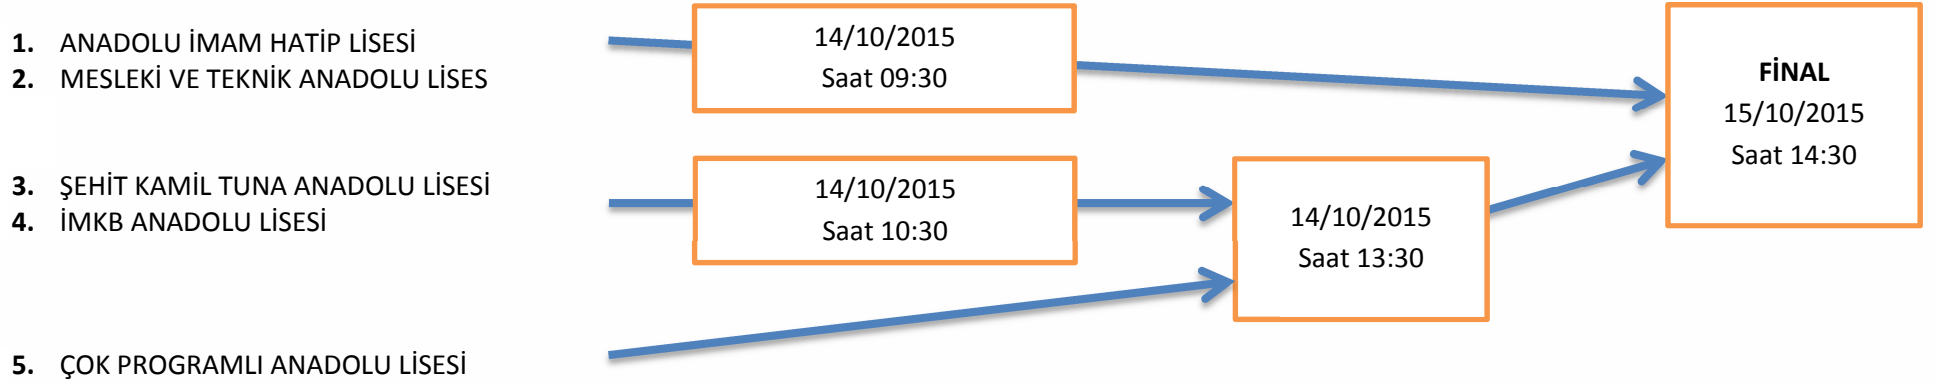 1. ANADOLU İMAM HATİP LİSESİ
2. MESLEKİ VE TEKNİK ANADOLU LİSES
14/10/2015
Saat 09:30
FİNAL
15/10/2015
Saat 14:30
3. ŞEHİT KAMİL TUNA ANADOLU LİSESİ
4. İMKB ANADOLU LİSESİ
14/10/2015
Saat 10:30
14/10/2015
Saat 13:30
5. ÇOK PROGRAMLI ANADOLU LİSESİ